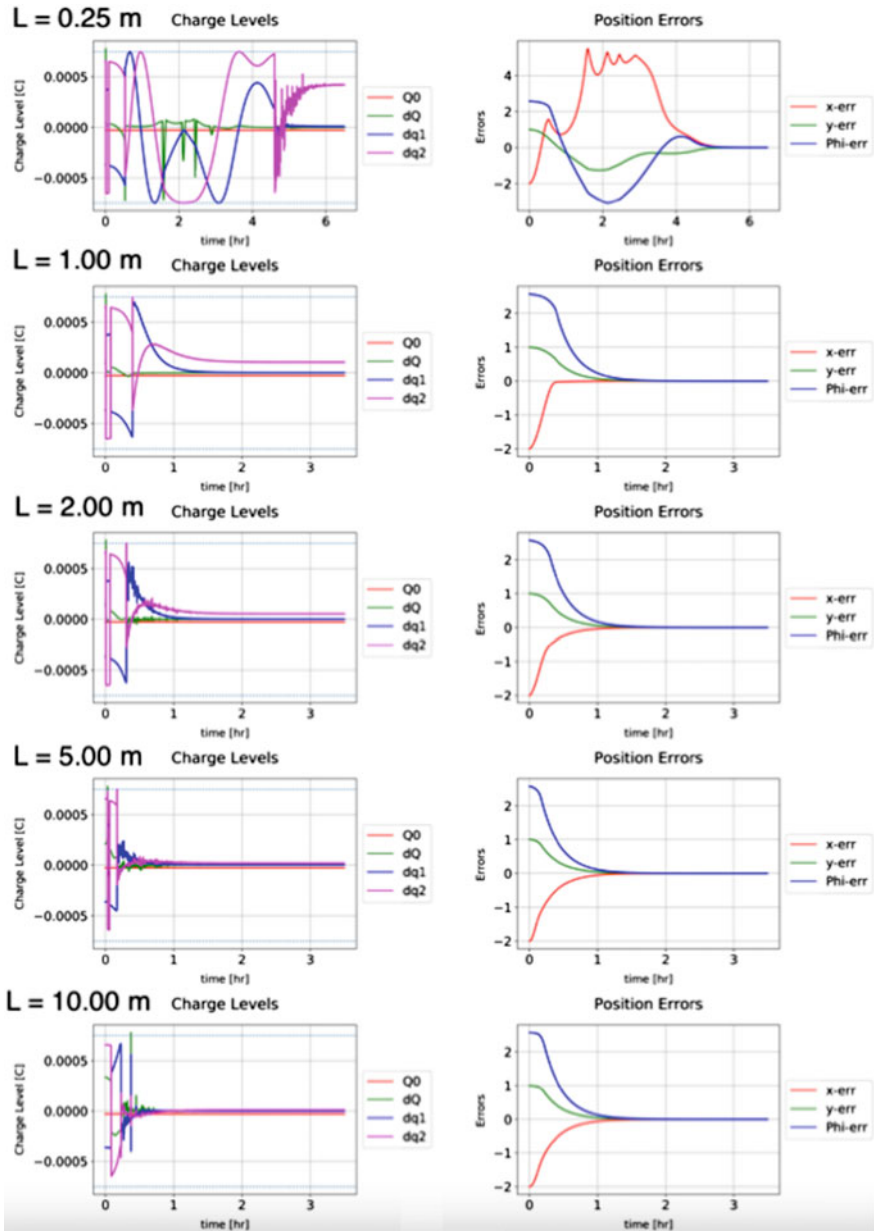 L = 0.25 m
Charge Levels
Position Errors
Charge Level [C]
0.0005
0.0000
−0.0005
0
2
4
6
time [hr]
Q0
dQ
dq1
dq2
Errors
4
2
0
−2
0
2
4
6
time [hr]
x-err
y-err
Phi-err
L = 1.00 m
Charge Levels
Position Errors
Charge Level [C]
0.0005
0.0000
−0.0005
0
1
2
3
time [hr]
Q0
dQ
dq1
dq2
Errors
2
1
0
−1
−2
0
1
2
3
time [hr]
x-err
y-err
Phi-err
L = 2.00 m
Charge Levels
Position Errors
Charge Level [C]
0.0005
0.0000
−0.0005
0
1
2
3
time [hr]
Q0
dQ
dq1
dq2
Errors
2
1
0
−1
−2
0
1
2
3
time [hr]
x-err
y-err
Phi-err
L = 5.00 m
Charge Levels
Position Errors
Charge Level [C]
0.0005
0.0000
−0.0005
0
1
2
3
time [hr]
Q0
dQ
dq1
dq2
Errors
2
1
0
−1
−2
0
1
2
3
time [hr]
x-err
y-err
Phi-err
L = 10.00 m
Charge Levels
Position Errors
Charge Level [C]
0.0005
0.0000
−0.0005
0
1
2
3
time [hr]
Q0
dQ
dq1
dq2
Errors
2
1
0
−1
−2
0
1
2
3
time [hr]
x-err
y-err
Phi-err